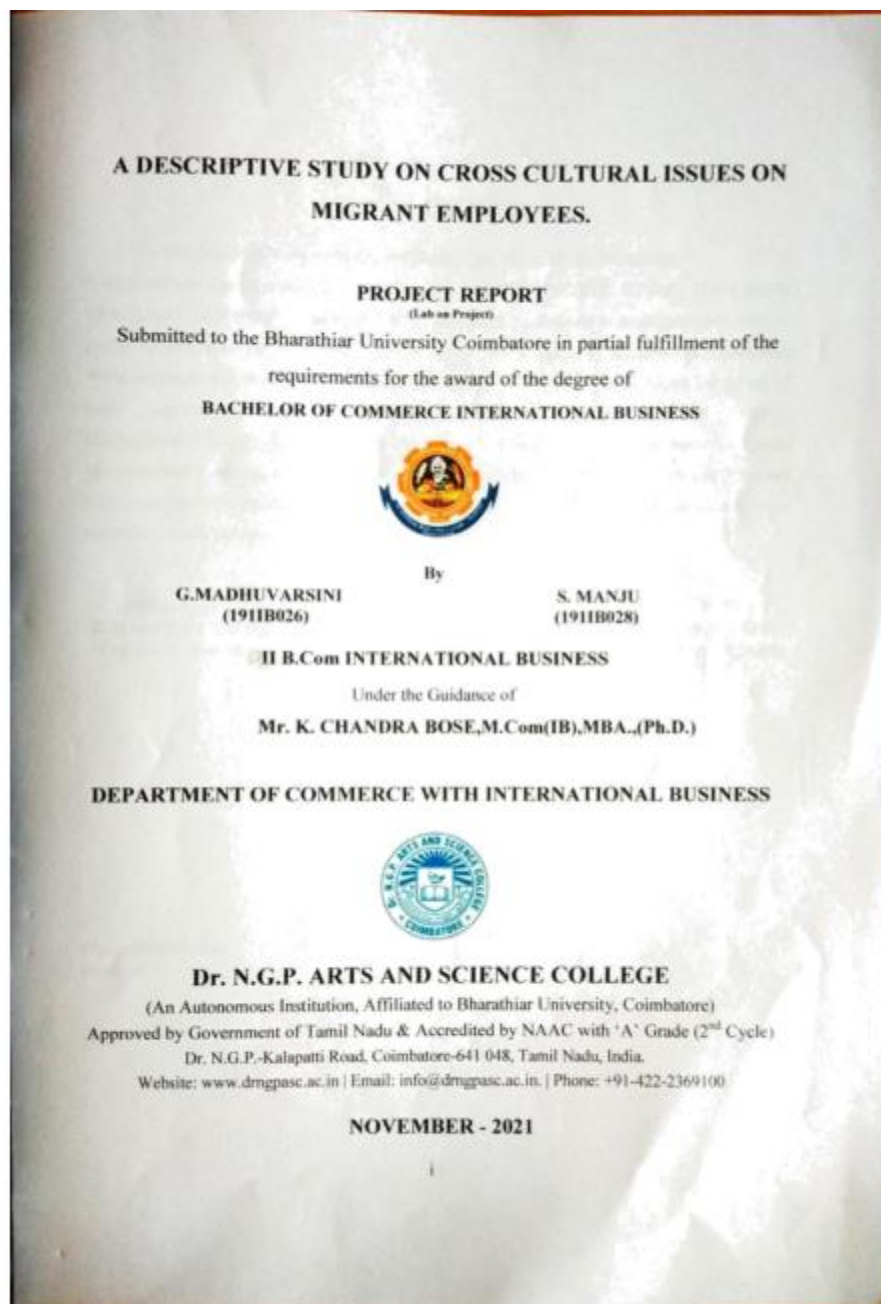 A DESCRIPTIVE STUDY ON CROSS CULTURAL ISSUES ON
MIGRANT EMPLOYEES.
PROJECT REPORT
(Lab on Project)
Submitted to the Bharathiar University Coimbatore in partial fulfillment of the
requirements for the award of the degree of
BACHELOR OF COMMERCE INTERNATIONAL BUSINESS
By
G.MADHUVARSINI
(191IB026)
S. MANJU
(191IB028)
II B.Com INTERNATIONAL BUSINESS
Under the Guidance of
Mr. K. CHANDRA BOSE,M.Com(IB),MBA.,(Ph.D.)
DEPARTMENT OF COMMERCE WITH INTERNATIONAL BUSINESS
Dr. N.G.P. ARTS AND SCIENCE COLLEGE
COIMBATORE
Dr. N.G.P. ARTS AND SCIENCE COLLEGE
(An Autonomous Institution, Affiliated to Bharathiar University, Coimbatore)
Approved by Government of Tamil Nadu & Accredited by NAAC with 'A' Grade (2nd Cycle)
Dr. N.G.P.-Kalapatti Road, Coimbatore-641 048, Tamil Nadu, India.
Website: www.drngpasc.ac.in | Email: info@drngpasc.ac.in. | Phone: +91-422-2369100
NOVEMBER - 2021
i